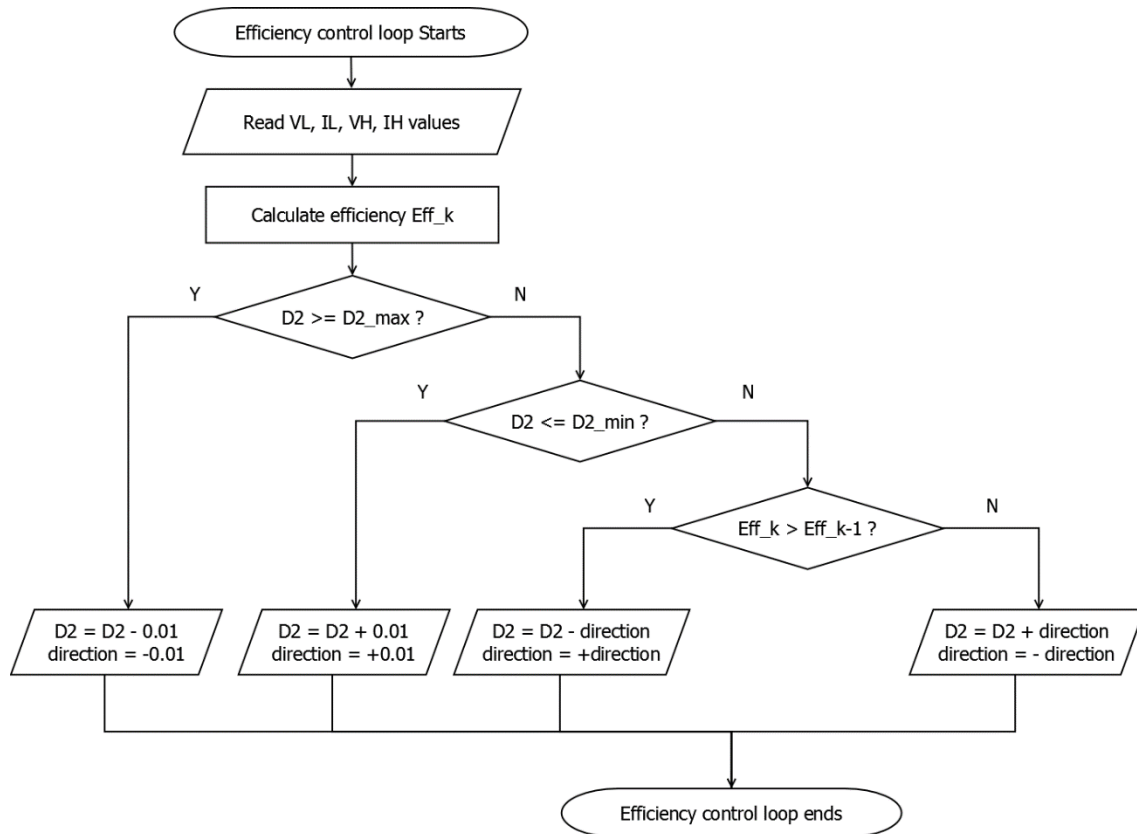 Efficiency control loop Starts
Read VL, IL, VH, IH values
Calculate efficiency Eff_k
Y
N
D2 >= D2_max ?
Y
N
D2 <= D2_min ?
Y
N
Eff_k > Eff_k-1 ?
D2 = D2 - 0.01
direction = -0.01
D2 = D2 + 0.01
direction = +0.01
D2 = D2 - direction
direction = +direction
D2 = D2 + direction
direction = - direction
Efficiency control loop ends